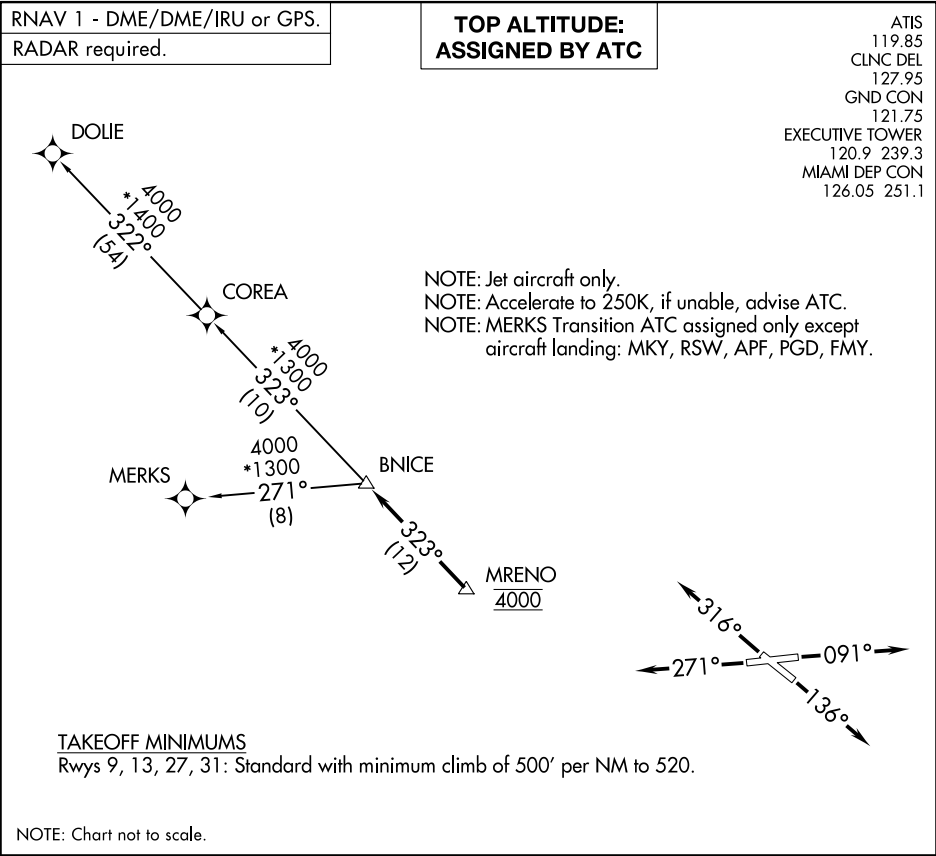 RNAV 1 - DME/DME/IRU or GPS.
RADAR required.
TOP ALTITUDE:
ASSIGNED BY ATC
ATIS
119.85
CLNC DEL
127.95
GND CON
121.75
EXECUTIVE TOWER
120.9 239.3
MIAMI DEP CON
126.05 251.1
DOLIE
4000
*1400
322°
(54)
COREA
NOTE: Jet aircraft only.
NOTE: Accelerate to 250K, if unable, advise ATC.
NOTE: MERKS Transition ATC assigned only except
aircraft landing: MKY, RSW, APF, PGD, FMY.
4000
*1300
323°
(10)
4000
*1300
271°
(8)
MERKS
BNICE
323°
(12)
MRENO
4000
316°
271°
091°
136°
TAKEOFF MINIMUMS
Rwys 9, 13, 27, 31: Standard with minimum climb of 500' per NM to 520.
NOTE: Chart not to scale.